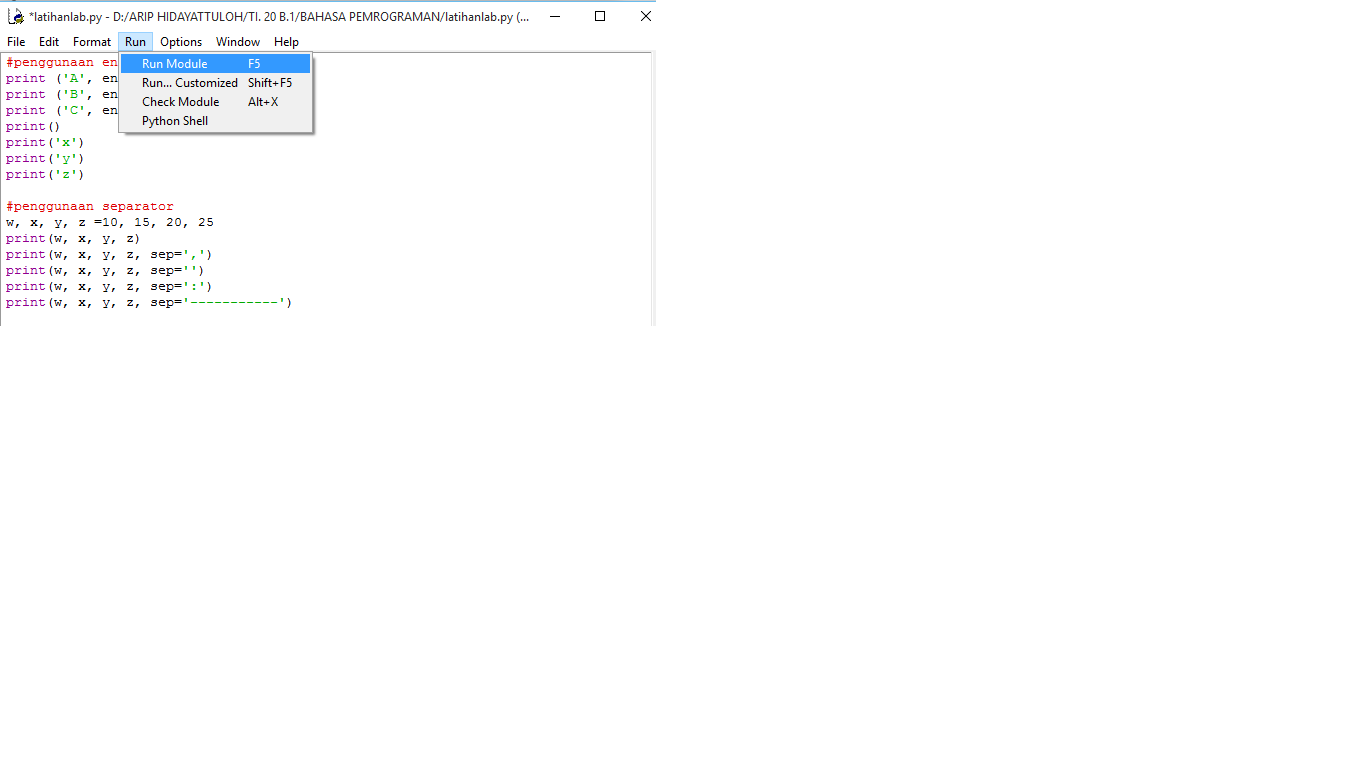 *latihanlab.py - D:/ARIP HIDAYATTULOH/TI. 20 B.1/BAHASA PEMROGRAMAN/latihanlab.py (...
File Edit Format Run Options Window Help
Run Module F5
Run... Customized Shift+F5
Check Module Alt+X
Python Shell
#penggunaan en
print ('A', en
print ('B', en
print ('C', en
print()
print('x')
print('y')
print('z')
#penggunaan separator
w, x, y, z =10, 15, 20, 25
print(w, x, y, z)
print(w, x, y, z, sep=',')
print(w, x, y, z, sep='')
print(w, x, y, z, sep=':')
print(w, x, y, z, sep='-----------')